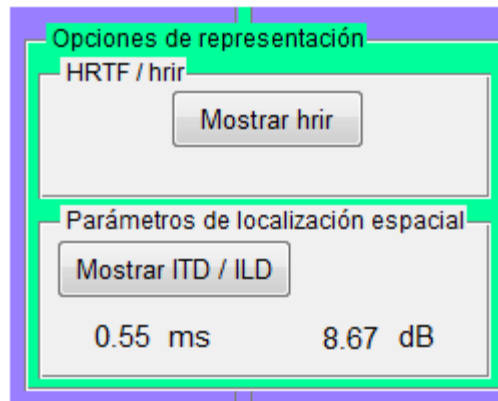 Opciones de representación
HRTF / hrir
Mostrar hrir
Parámetros de localización espacial
Mostrar ITD / ILD
0.55 ms 8.67 dB